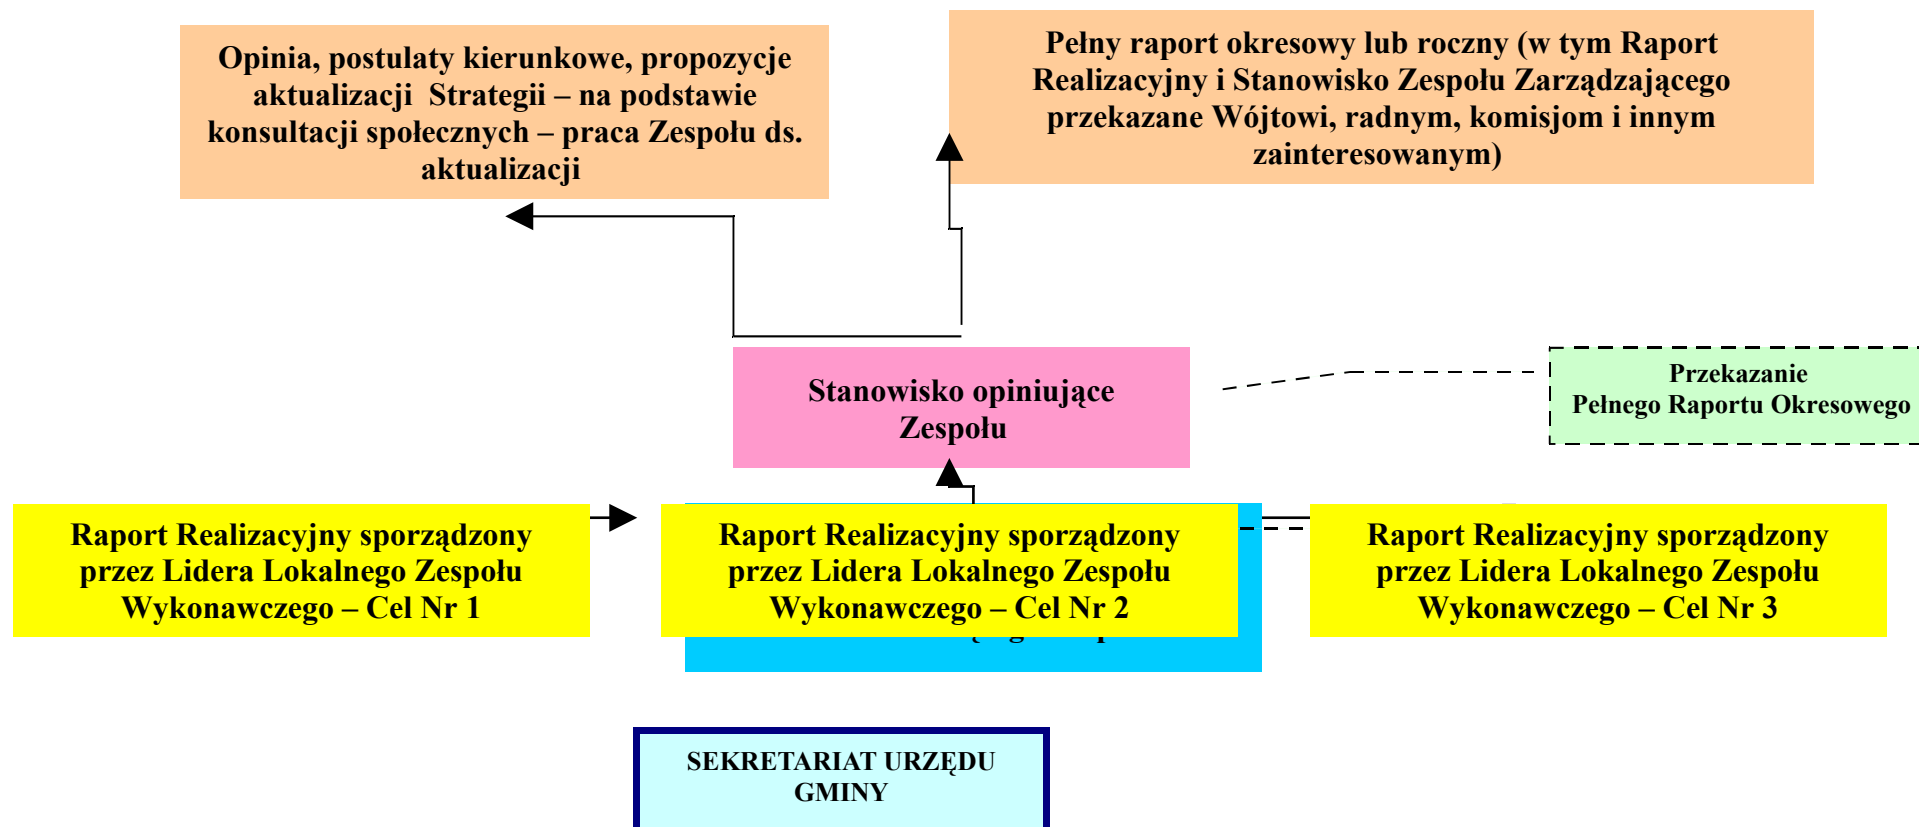 Opinia, postulaty kierunkowe, propozycje
aktualizacji  Strategii – na podstawie
konsultacji społecznych – praca Zespołu ds.
aktualizacji
Pełny raport okresowy lub roczny (w tym Raport
Realizacyjny i Stanowisko Zespołu Zarządzającego
przekazane Wójtowi, radnym, komisjom i innym
zainteresowanym)
Stanowisko opiniujące
Zespołu
Przekazanie
Pełnego Raportu Okresowego
Raport Realizacyjny sporządzony
przez Lidera Lokalnego Zespołu
Wykonawczego – Cel Nr 1
Raport Realizacyjny sporządzony
przez Lidera Lokalnego Zespołu
Wykonawczego – Cel Nr 2
Raport Realizacyjny sporządzony
przez Lidera Lokalnego Zespołu
Wykonawczego – Cel Nr 3
SEKRETARIAT URZĘDU
GMINY